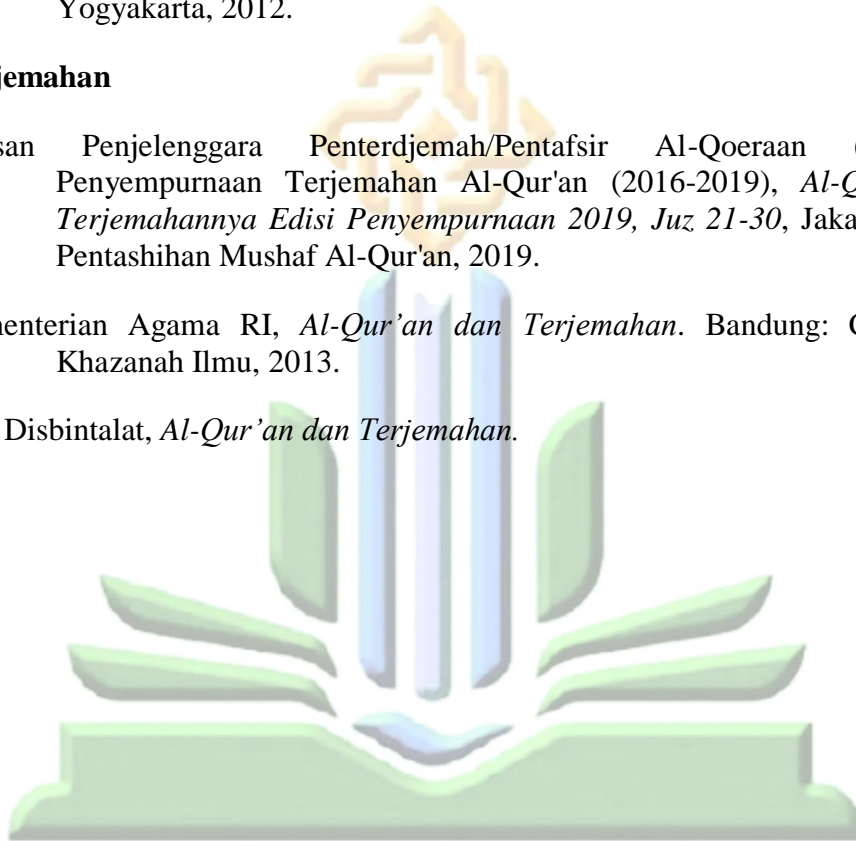 Yogyakarta, 2012.
jemahan
san Penjelenggara Penterdjemah/Pentafsir Al-Qoeraan (
Penyempurnaan Terjemahan Al-Qur'an (2016-2019), Al-Q
Terjemahannya Edisi Penyempurnaan 2019, Juz 21-30, Jaka
Pentashihan Mushaf Al-Qur'an, 2019.
nenterian Agama RI, Al-Qur’an dan Terjemahan. Bandung: C
Khazanah Ilmu, 2013.
Disbintalat, Al-Qur’an dan Terjemahan.